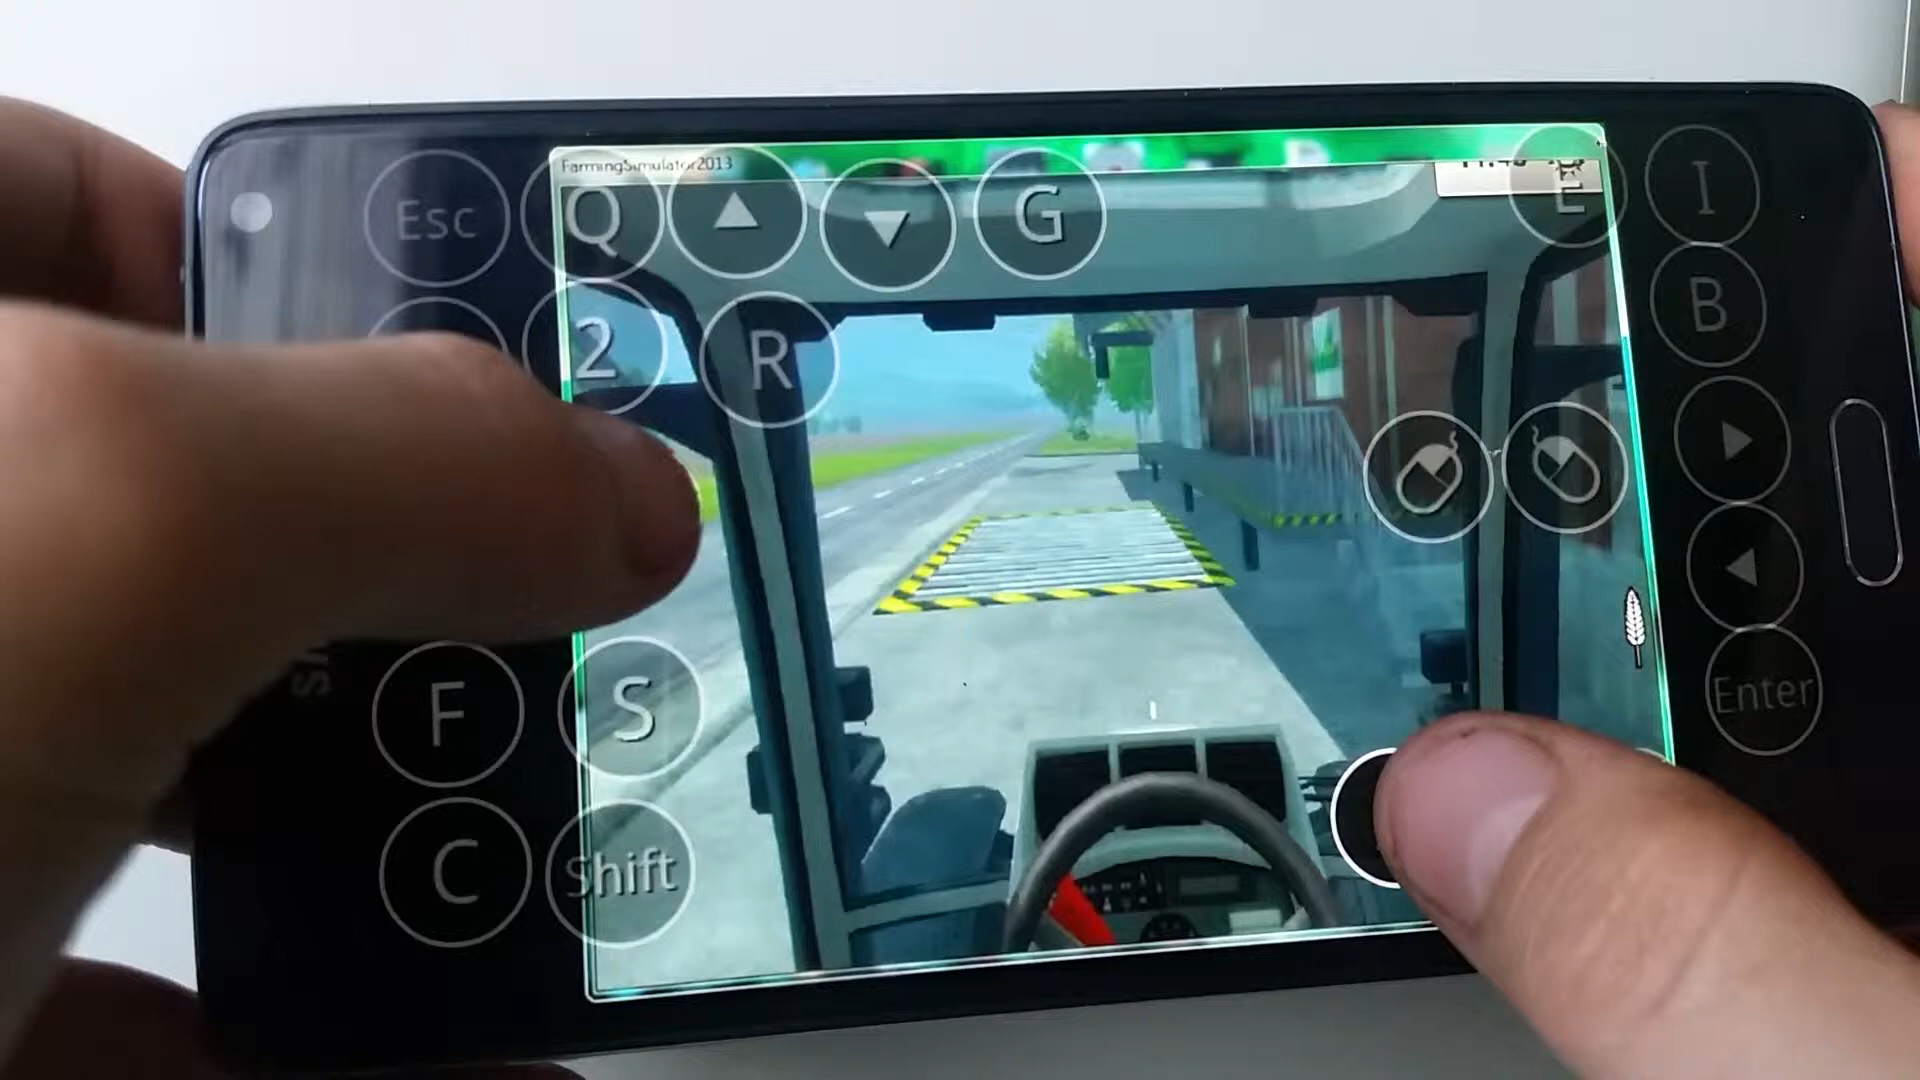 FarmingSimulator2013
Esc
Q
G
E
I
2
R
B
F
S
Enter
C
Shift